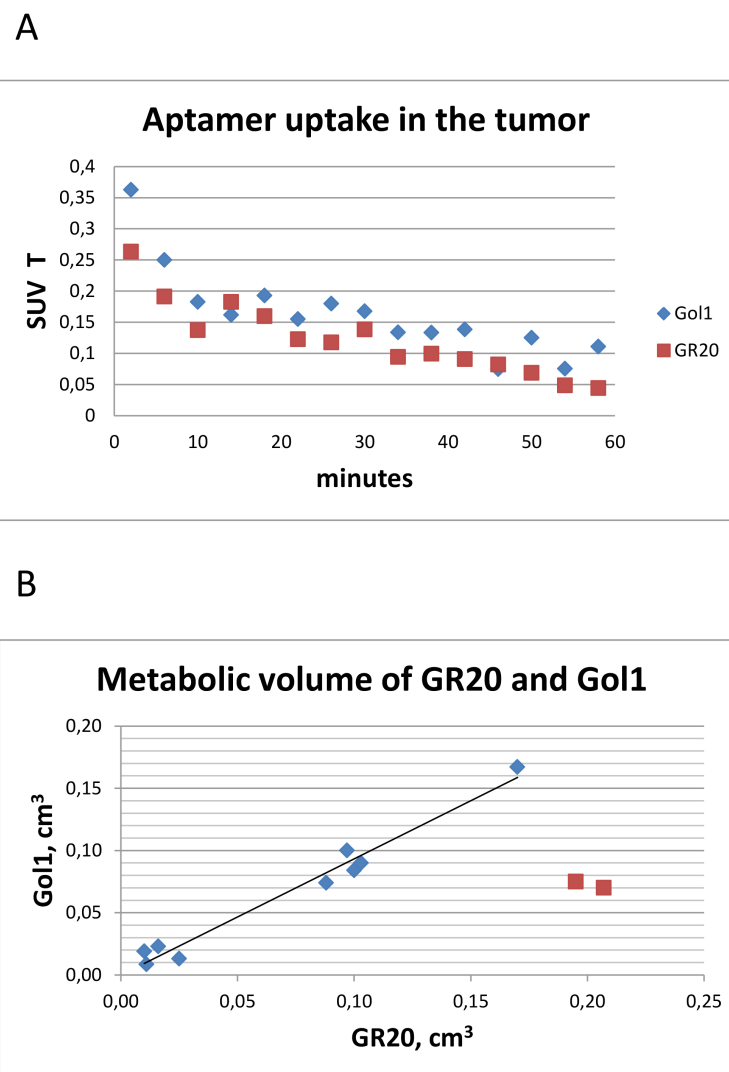 A
Aptamer uptake in the tumor
0,4
0,35
0,3
0,25
0,2
0,15
0,1
0,05
0
SUV T
0 10 20 30 40 50 60
minutes
Gol1
GR20
B
Metabolic volume of GR20 and Gol1
0,20
0,15
0,10
0,05
0,00
Gol1, cm³
0,00 0,05 0,10 0,15 0,20 0,25
GR20, cm³